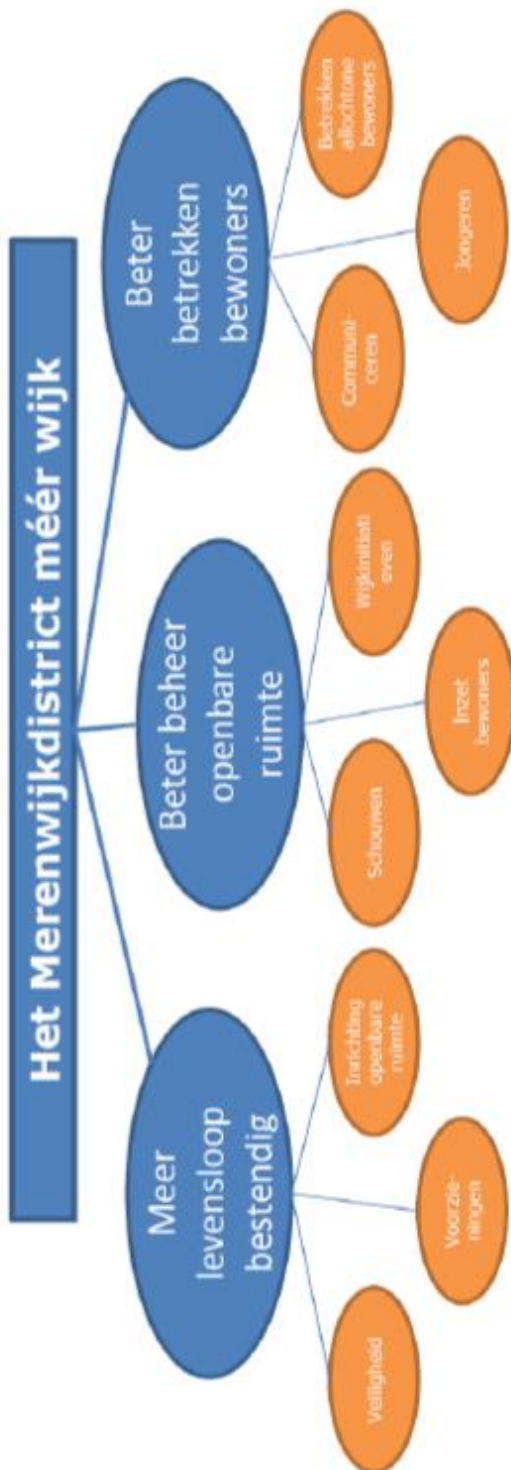 Het Merenwijkdistrict méér wijk
Meer
levensloop
bestendig
Beter beheer
openbare
ruimte
Beter
betrekken
bewoners
Veiligheid
Voorzie-
ningen
Inrichting
openbare
ruimte
Schouwen
Inzet
bewoners
Wijkinitiati
even
Communi-
ceren
Jongeren
Betrekken
allochtone
bewoners